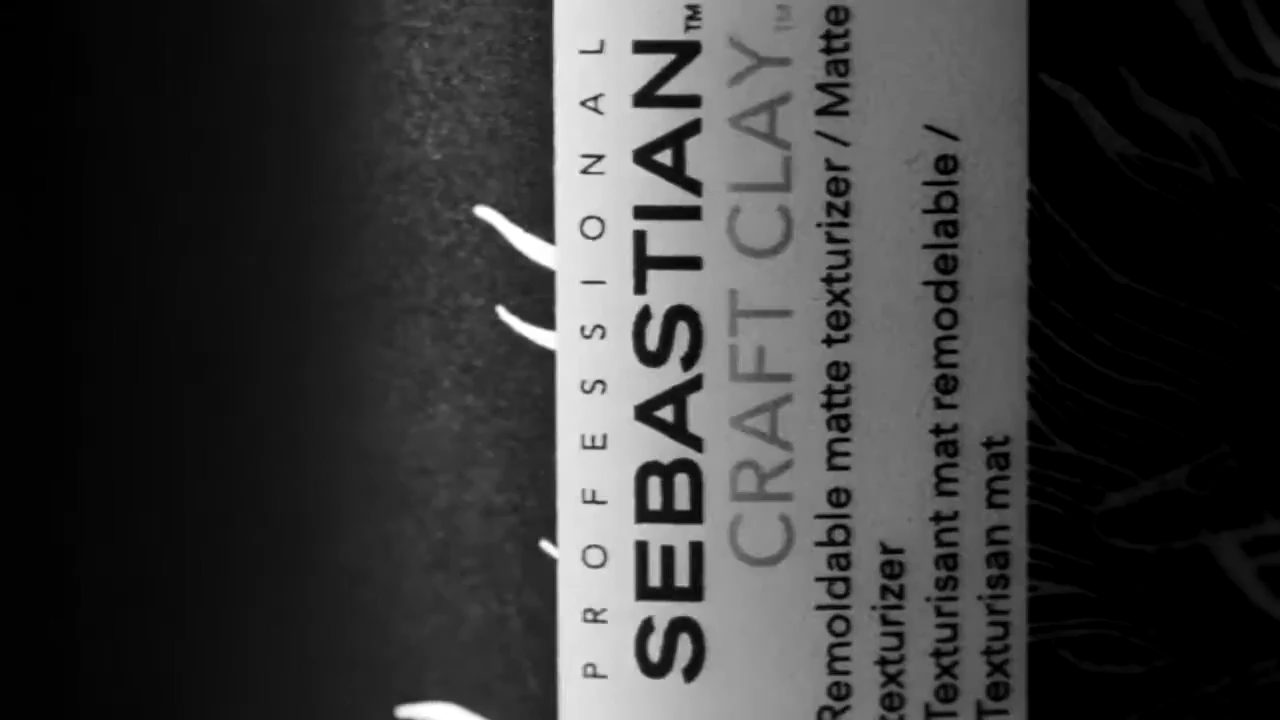 PROFESSIONAL
SEBASTIAN™
CRAFT CLAY™
Remoldable matte texturizer / Matte
texturizer
Texturisant mat remodelable /
Texturisan mat